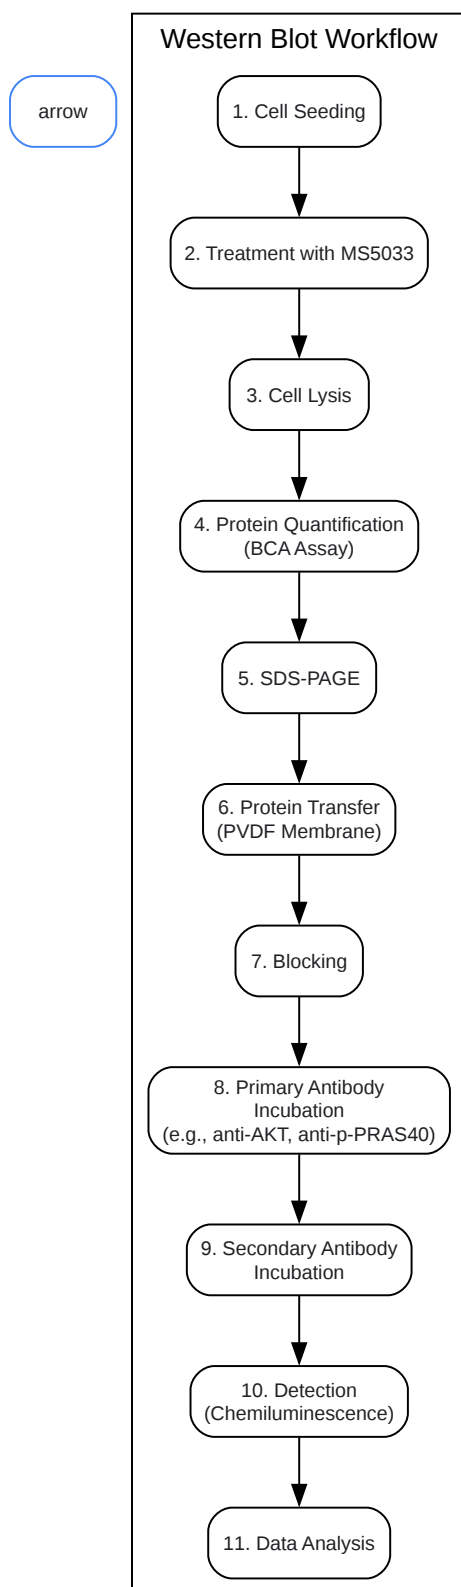 Western Blot Workflow
arrow
1. Cell Seeding
2. Treatment with MS5033
3. Cell Lysis
4. Protein Quantification
(BCA Assay)
5. SDS-PAGE
6. Protein Transfer
(PVDF Membrane)
7. Blocking
8. Primary Antibody
Incubation
(e.g., anti-AKT, anti-p-PRAS40)
9. Secondary Antibody
Incubation
10. Detection
(Chemiluminescence)
11. Data Analysis